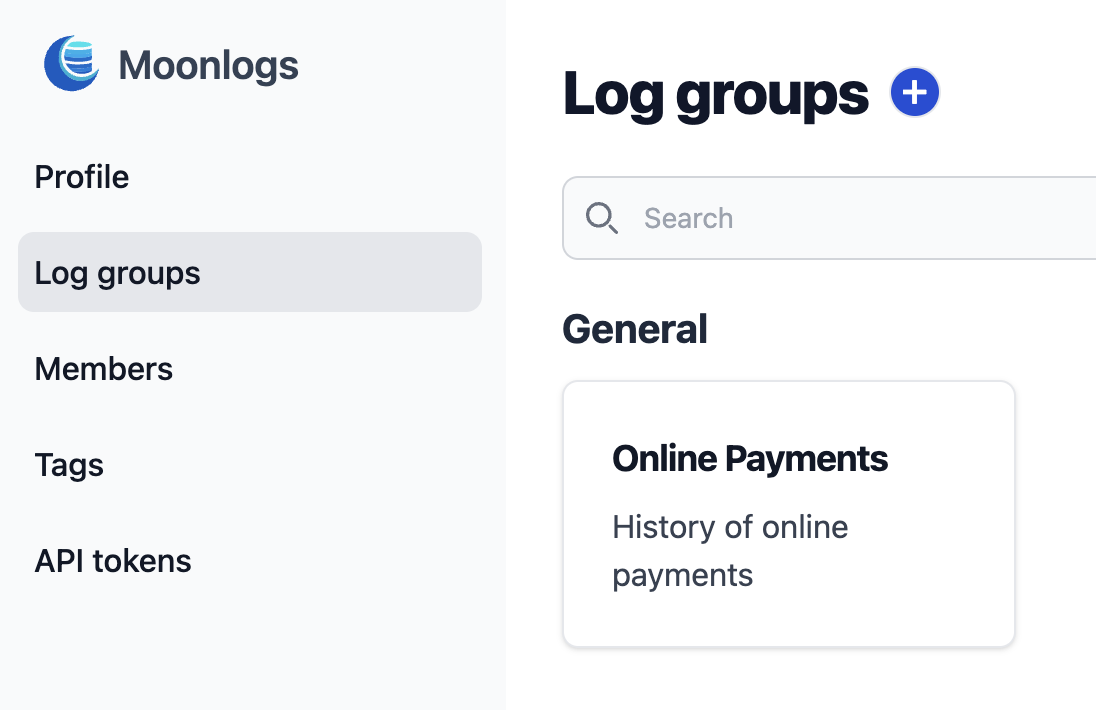 Moonlogs
Profile
Log groups
Members
Tags
API tokens
Log groups
Search
General
Online Payments
History of online
payments